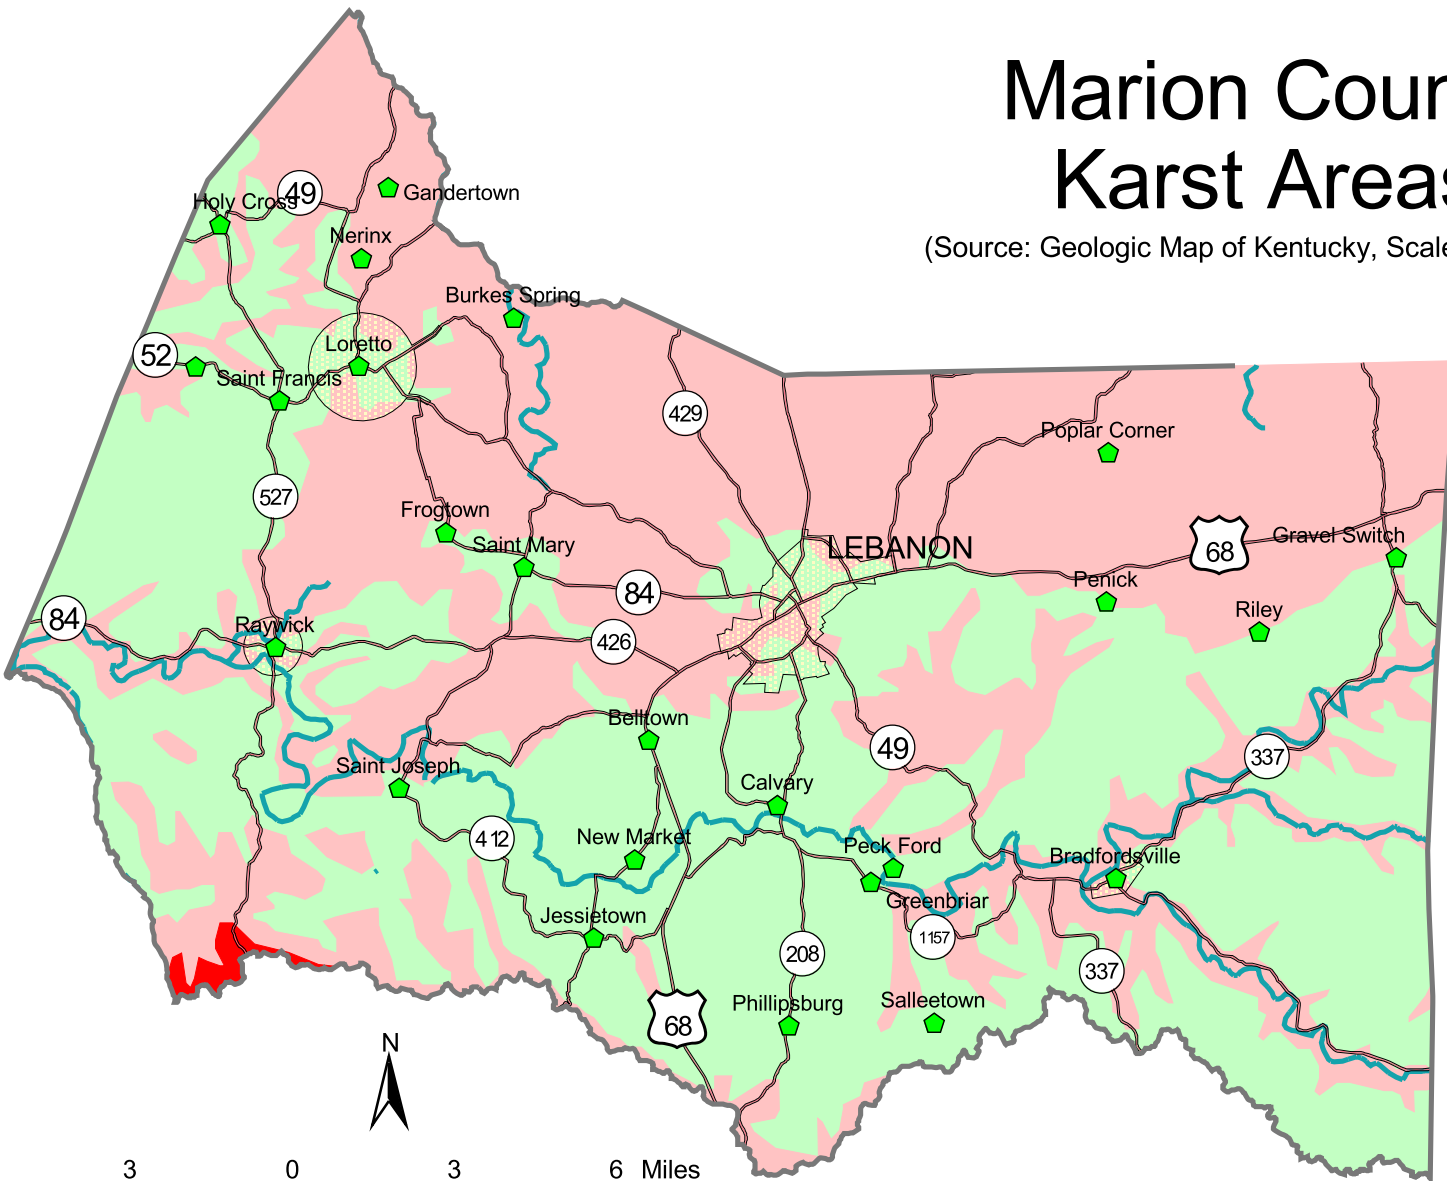 Marion Coun
Karst Areas
(Source: Geologic Map of Kentucky, Scale
49
Holy Cross
Gandertown
Nerinx
Burkes Spring
52
Loretto
Saint Francis
429
Poplar Corner
527
Frogtown
Saint Mary
LEBANON
68
Gravel Switch
84
Penick
84
Riley
Raywick
426
Belltown
49
337
Saint Joseph
Calvary
4 12
New Market
Peck Ford
Bradfordsville
Greenbriar
Jessietown
1157
208
337
Phillipsburg
Salleetown
68
N
3 0 3 6 Miles